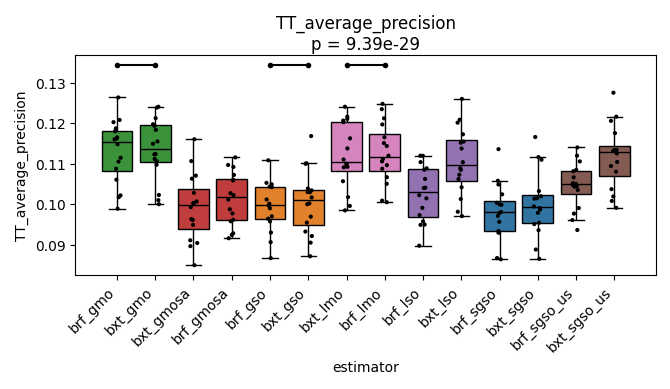 TT_average_precision
p = 9.39e-29
TT_average_precision
0.13
0.12
0.11
0.10
0.09
brf_gmo
bxt_gmo
bxt_gmosa
brf_gmosa
brf_gso
bxt_gso
bxt_lmo
brf_lmo
brf_lso
bxt_lso
brf_sgso
bxt_sgso
brf_sgso_us
bxt_sgso_us
estimator